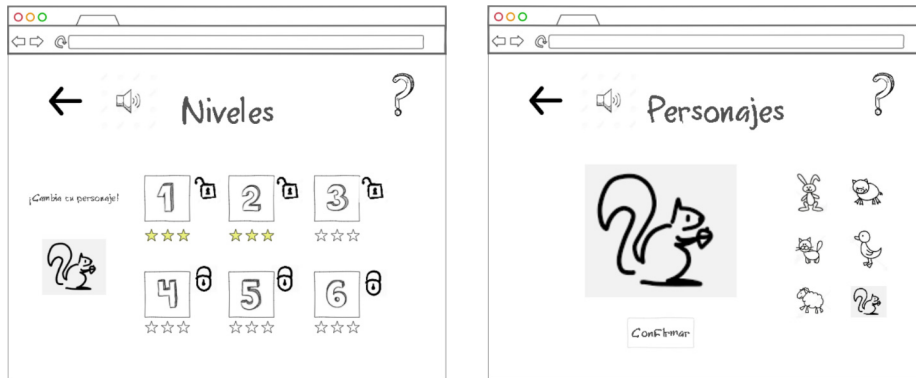 Niveles
¡Cambia tu personaje!
1 2 3
4 5 6
Personajes
Confirmar